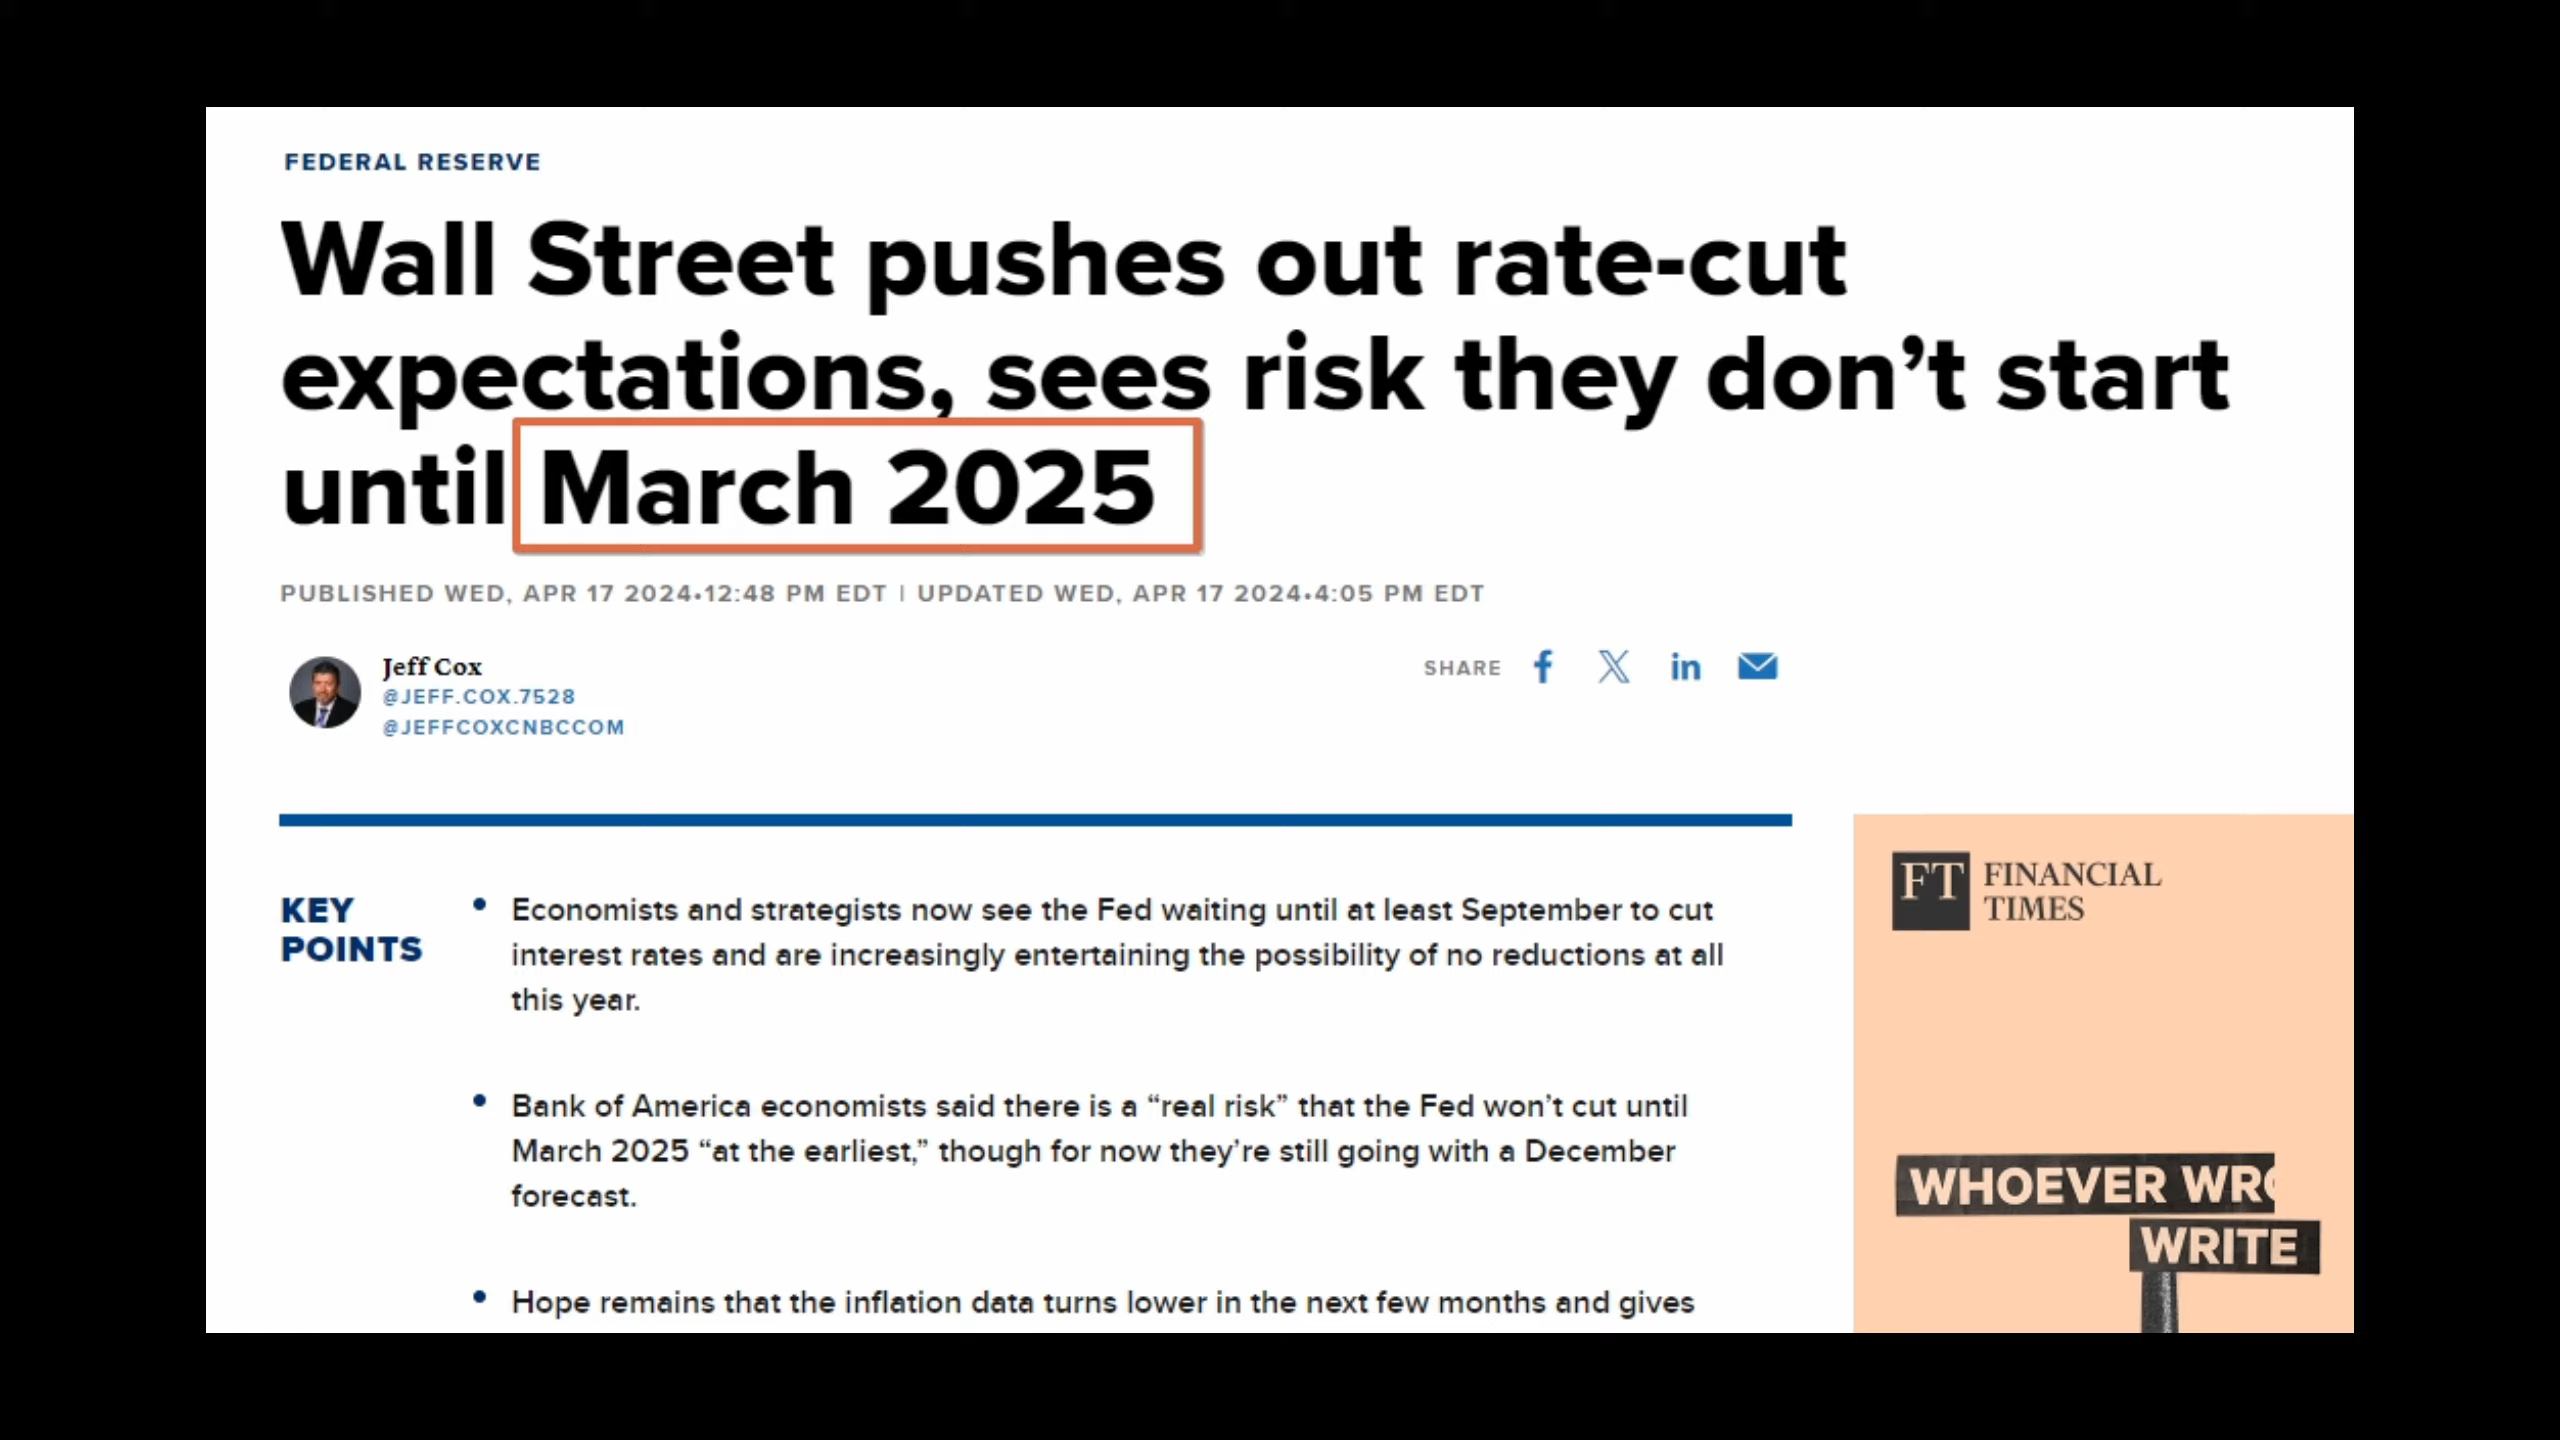 FEDERAL RESERVE
Wall Street pushes out rate-cut
expectations, sees risk they don’t start
until March 2025
PUBLISHED WED, APR 17 2024•12:48 PM EDT | UPDATED WED, APR 17 2024•4:05 PM EDT
Jeff Cox
@JEFF.COX.7528
@JEFFCOXCNBCCOM
SHARE
KEY
POINTS
• Economists and strategists now see the Fed waiting until at least September to cut
interest rates and are increasingly entertaining the possibility of no reductions at all
this year.
• Bank of America economists said there is a “real risk” that the Fed won’t cut until
March 2025 “at the earliest,” though for now they’re still going with a December
forecast.
• Hope remains that the inflation data turns lower in the next few months and gives
FT FINANCIAL
TIMES
WHOEVER
WRITE